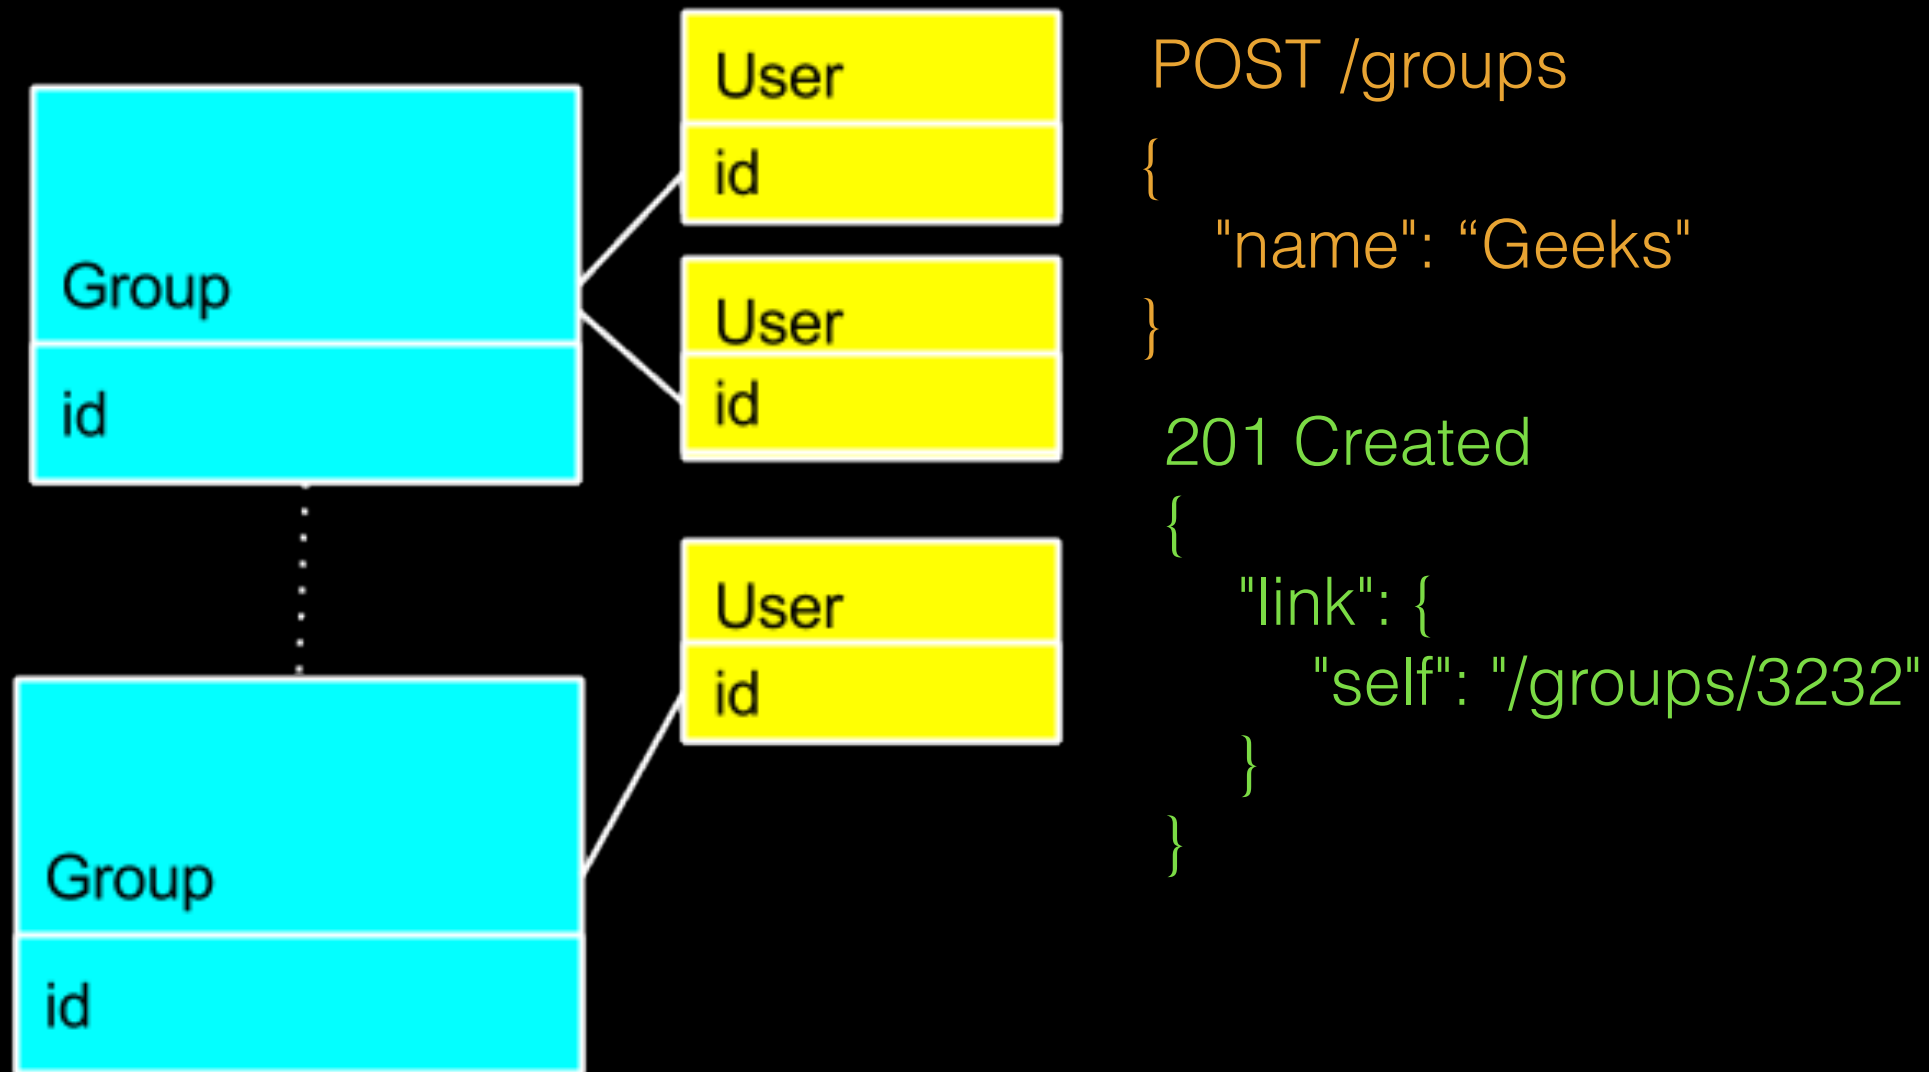 User
id
Group
id
User
id
User
id
Group
id
POST /groups
{
"name": “Geeks"
}
201 Created
{
"link": {
"self": "/groups/3232"
}
}